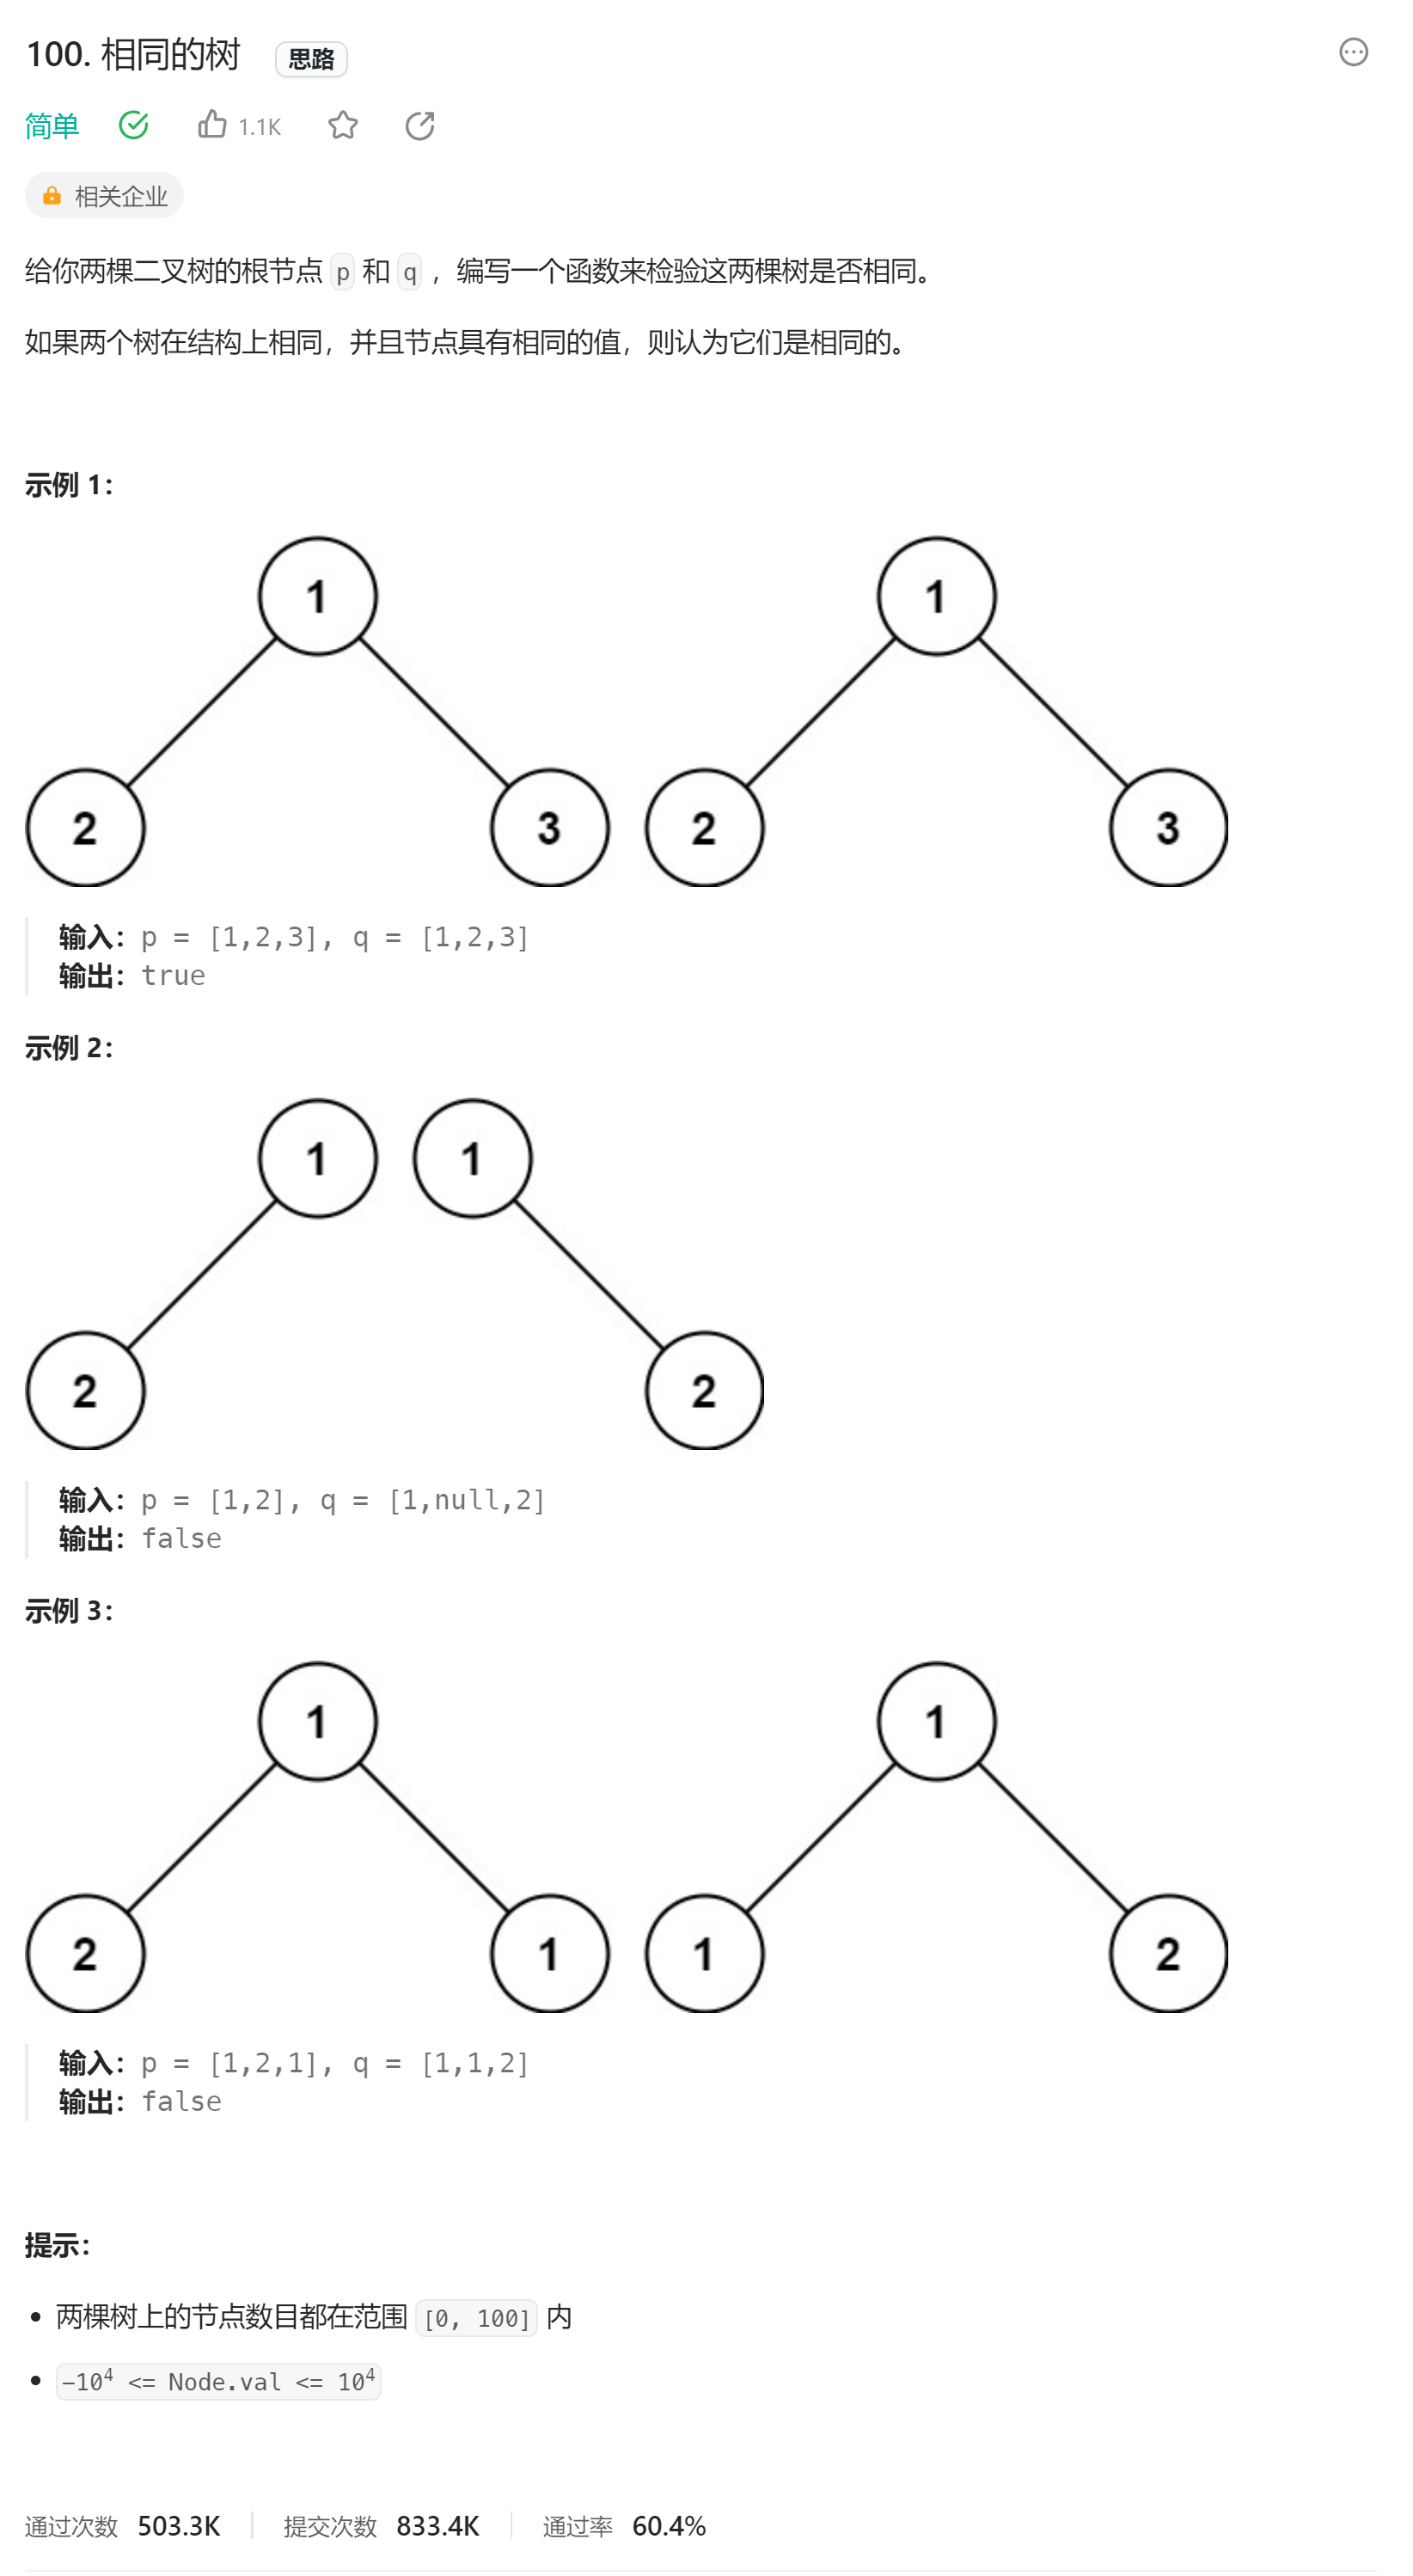 100. 相同的树 思路
简单 1.1K
相关企业
给你两棵二叉树的根节点 p 和 q ，编写一个函数来检验这两棵树是否相同。
如果两个树在结构上相同，并且节点具有相同的值，则认为它们是相同的。
示例 1：
1 1
2 3 2 3
输入：p = [1,2,3], q = [1,2,3]
输出：true
示例 2：
1 1
2 2
输入：p = [1,2], q = [1,null,2]
输出：false
示例 3：
1 1
2 1 1 2
输入：p = [1,2,1], q = [1,1,2]
输出：false
提示：
• 两棵树上的节点数目都在范围 [0, 100] 内
• −10⁴ <= Node.val <= 10⁴
通过次数 503.3K 提交次数 833.4K 通过率 60.4%